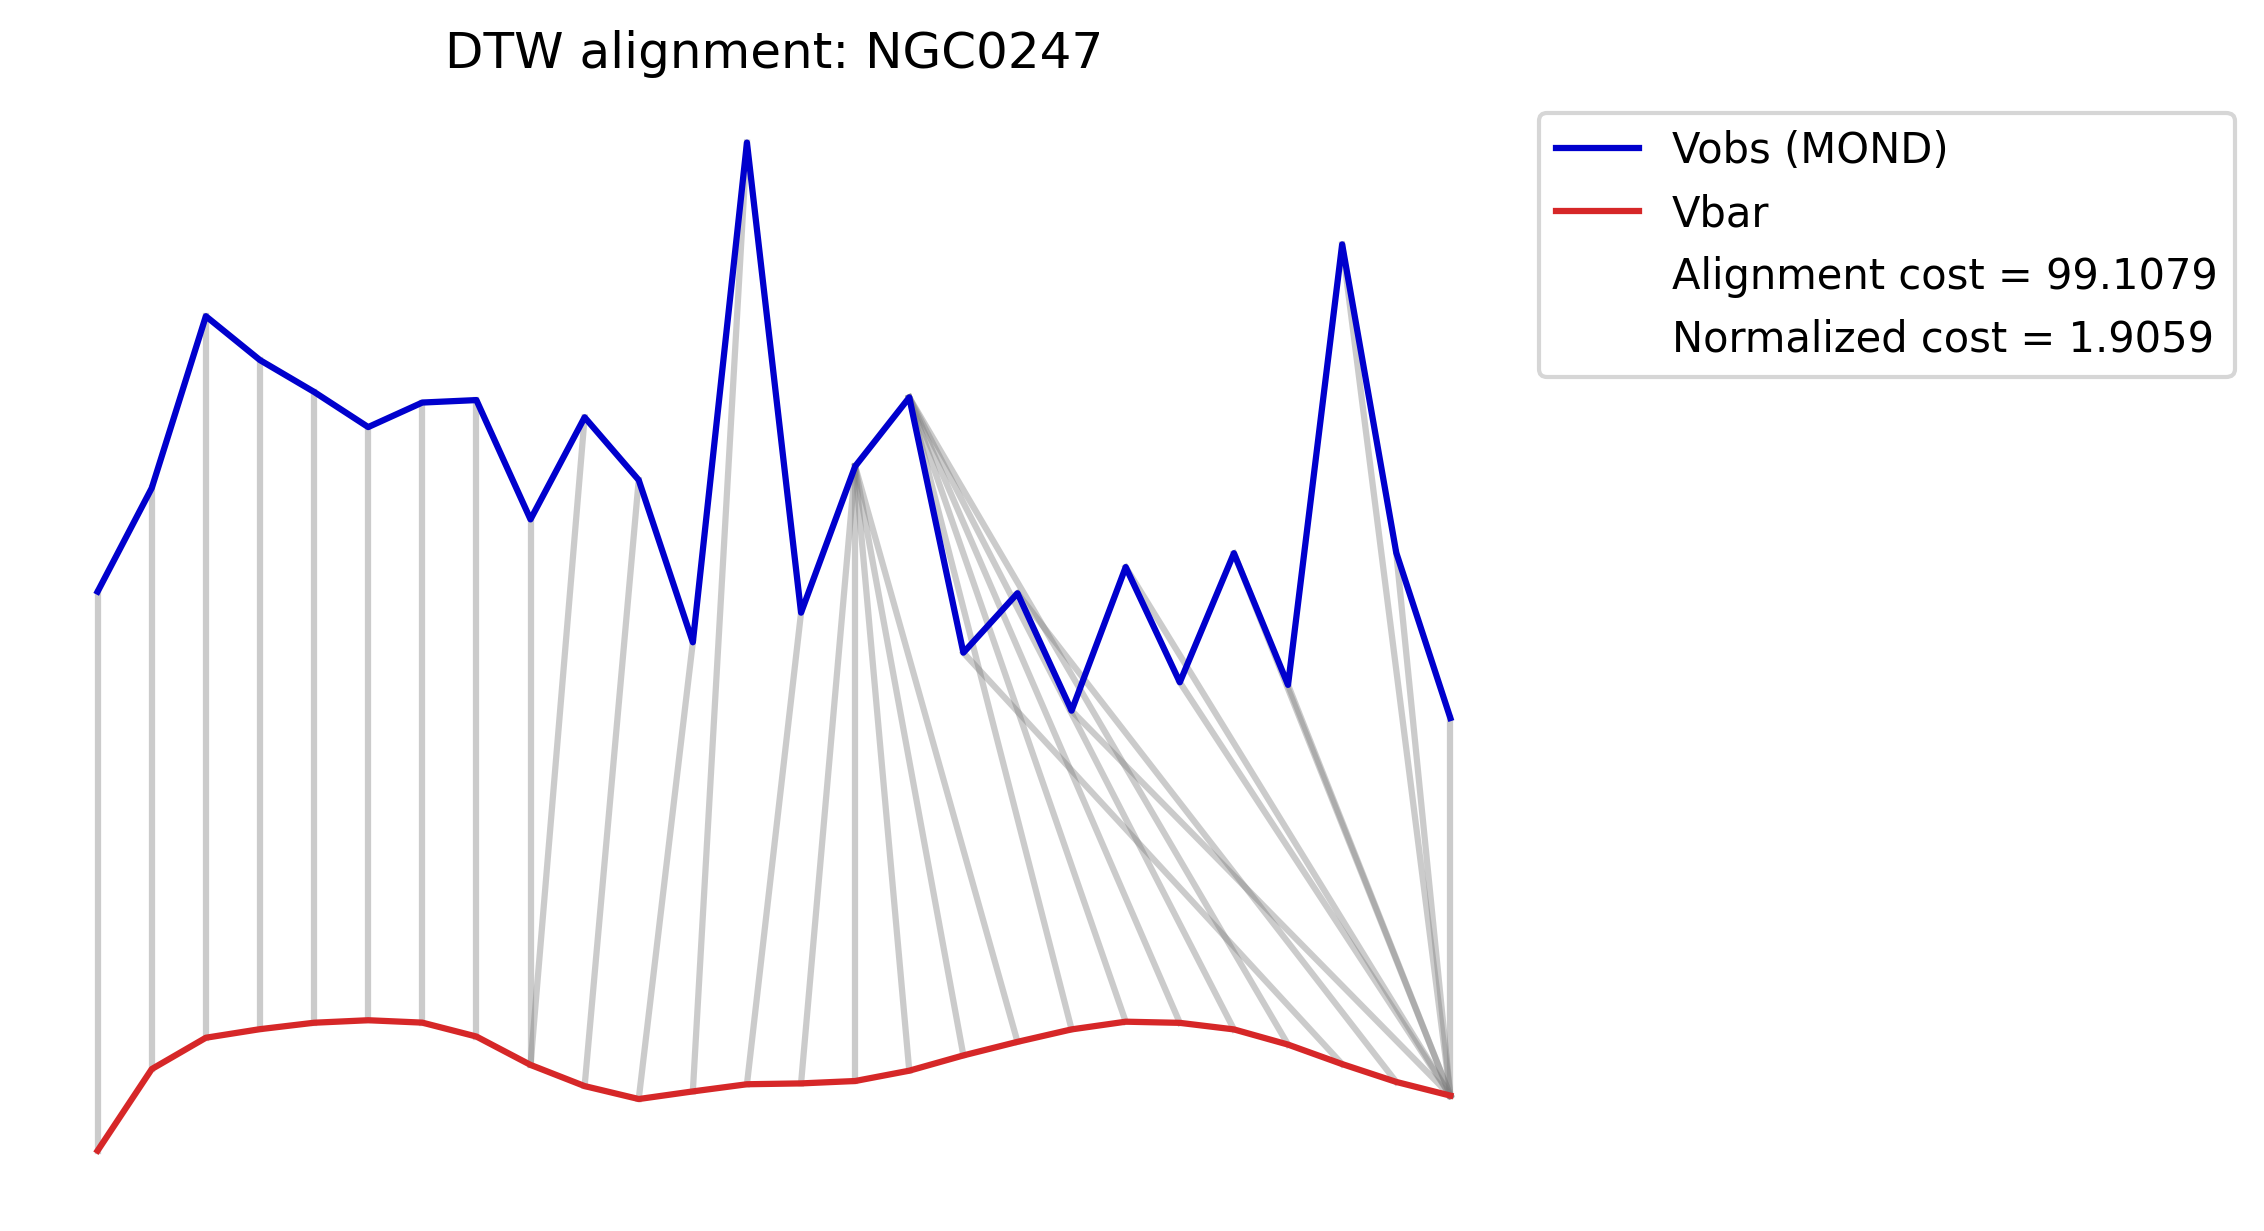 DTW alignment: NGC0247
Vobs (MOND)
Vbar
Alignment cost = 99.1079
Normalized cost = 1.9059